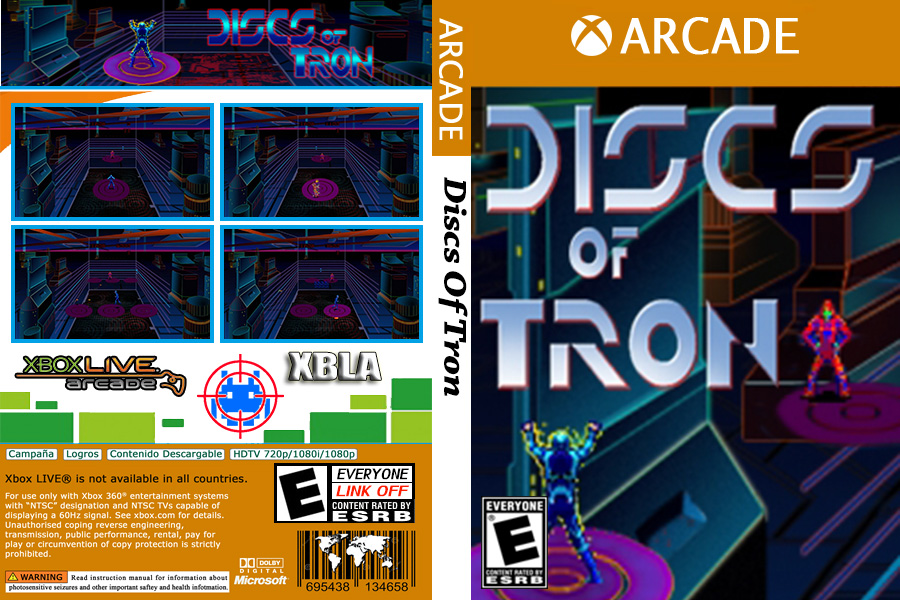 DISCS
OF
TRON
XBOX LIVE
arcade
XBLA
Campaña
Logros
Contenido Descargable
HDTV 720p/1080i/1080p
Xbox LIVE® is not available in all countries.
For use only with Xbox 360® entertainment systems
with "NTSC" designation and NTSC TVs capable of
displaying a 60Hz signal. See xbox.com for details.
Unauthorised coping reverse engineering,
transmission, public performance, rental, pay for
play or circumvention of copy protection is strictly
prohibited.
WARNING Read instruction manual for information about
photosensitive seizures and other important saftey and health infotmation.
E
EVERYONE
LINK OFF
CONTENT RATED BY
ESRB
DOLBY
DIGITAL
Microsoft
695438 134658
ARCADE
Discs Of Tron
ARCADE
DISCS
OF
TRON
EVERYONE
E
CONTENT RATED BY
ESRB